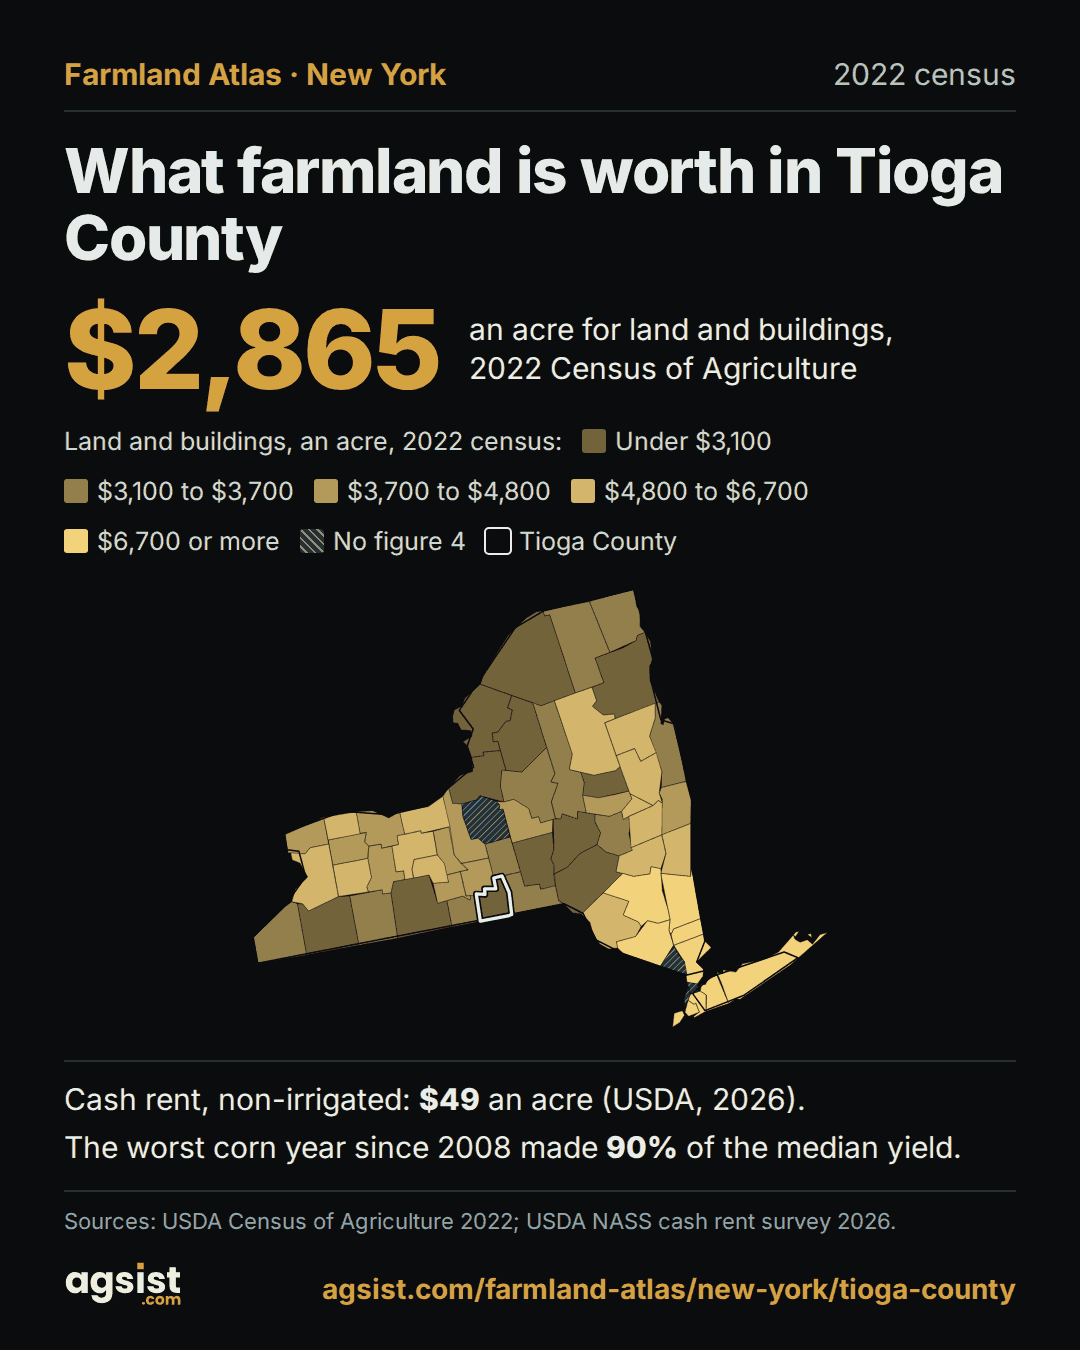 Farmland Atlas · New York
2022 census
What farmland is worth in Tioga
County
$2,865
an acre for land and buildings,
2022 Census of Agriculture
Land and buildings, an acre, 2022 census: Under $3,100
$3,100 to $3,700 $3,700 to $4,800 $4,800 to $6,700
$6,700 or more No figure 4 Tioga County
Cash rent, non-irrigated: $49 an acre (USDA, 2026).
The worst corn year since 2008 made 90% of the median yield.
Sources: USDA Census of Agriculture 2022; USDA NASS cash rent survey 2026.
agsist
.com
agsist.com/farmland-atlas/new-york/tioga-county